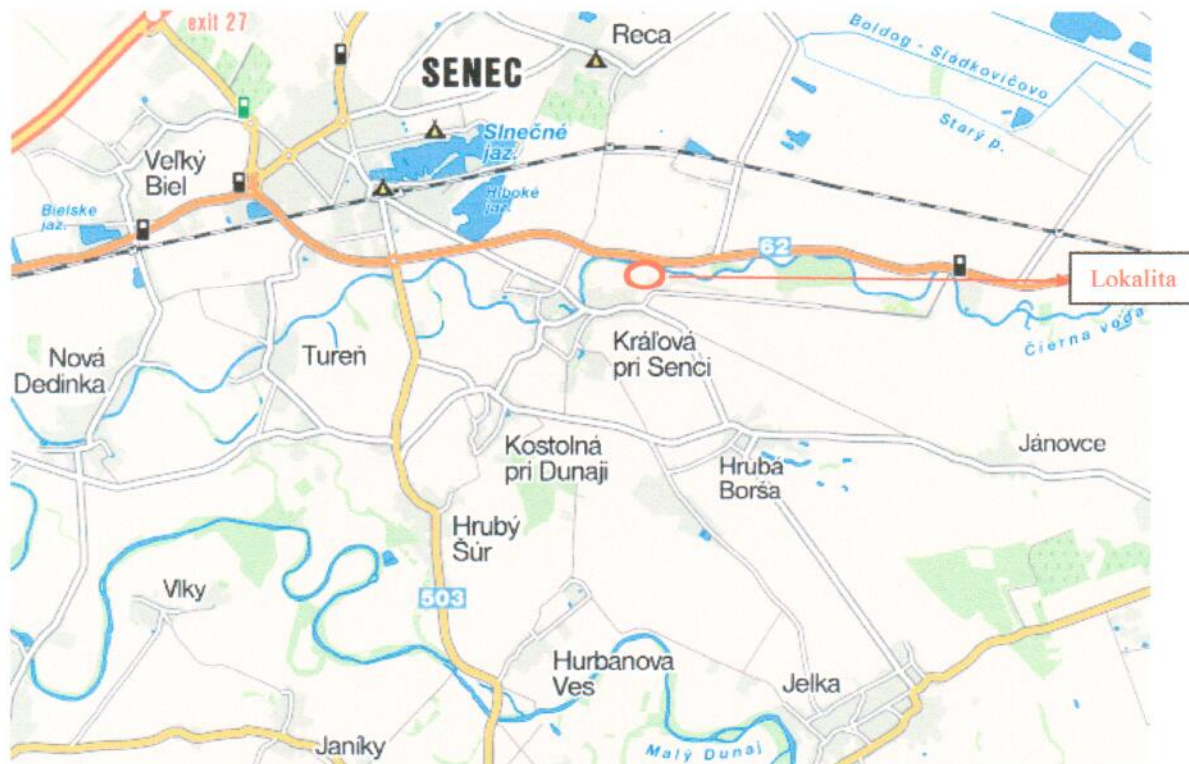 exit 27
Reca
Boldog - Sládkovičovo
SENEC
Starý p.
Slnečné
jaz.
Veľký
Biel
Hlboké
jaz.
Bielske
jaz.
62
Lokalita
Čierna voda
Nová
Dedinka
Tureň
Kráľová
pri Senci
Kostolná
pri Dunaji
Hrubá
Borša
Jánovce
Hrubý
Šúr
Vlky
503
Hurbanova
Ves
Jelka
Janíky
Malý Dunaj